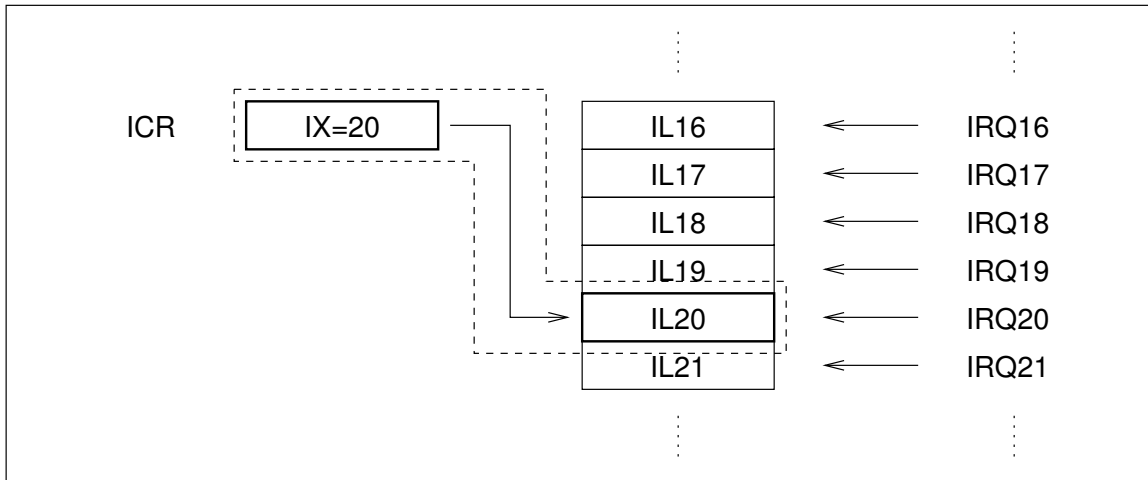 ICR IX=20 IL16 IRQ16
IL17 IRQ17
IL18 IRQ18
IL19 IRQ19
IL20 IRQ20
IL21 IRQ21